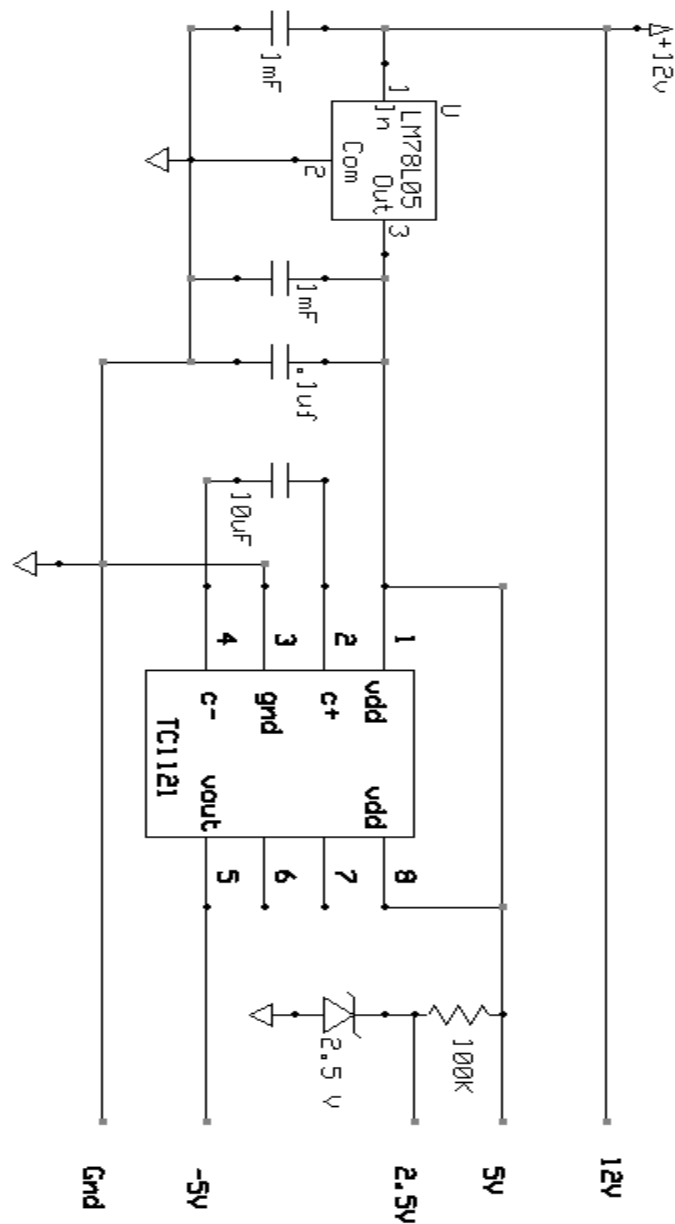 +12v
12v
5v
100K
U
LM78L05
1
In
Out
3
Com
2
1mF
1mF
.1uf
10uF
1
vdd
vdd
8
2
c+
7
3
gnd
6
4
c-
vout
5
TC1121
2.5v
2.5 v
-5v
Gnd